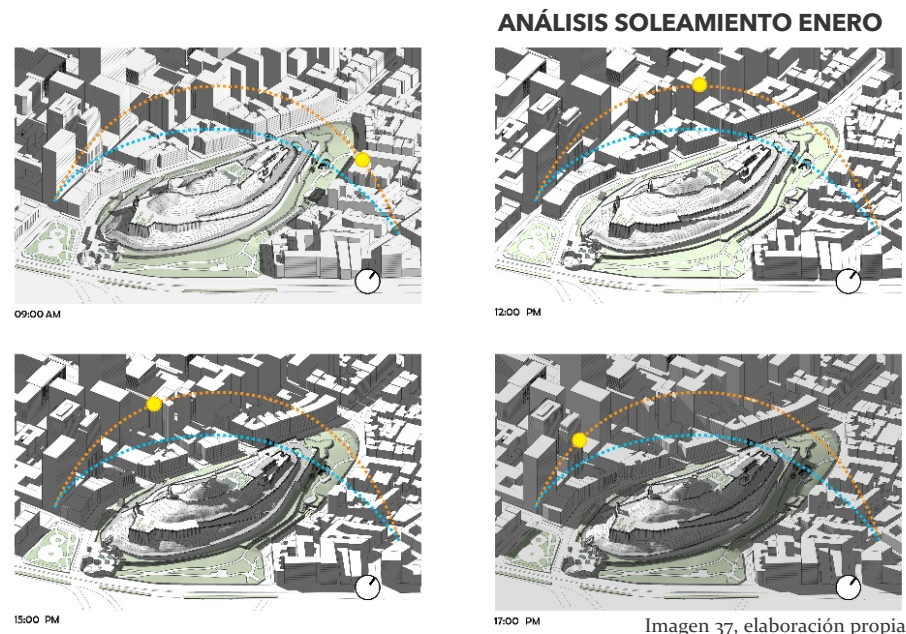 ANÁLISIS SOLEAMIENTO ENERO
09:00 AM
12:00 PM
15:00 PM
17:00 PM
Imagen 37, elaboración propia